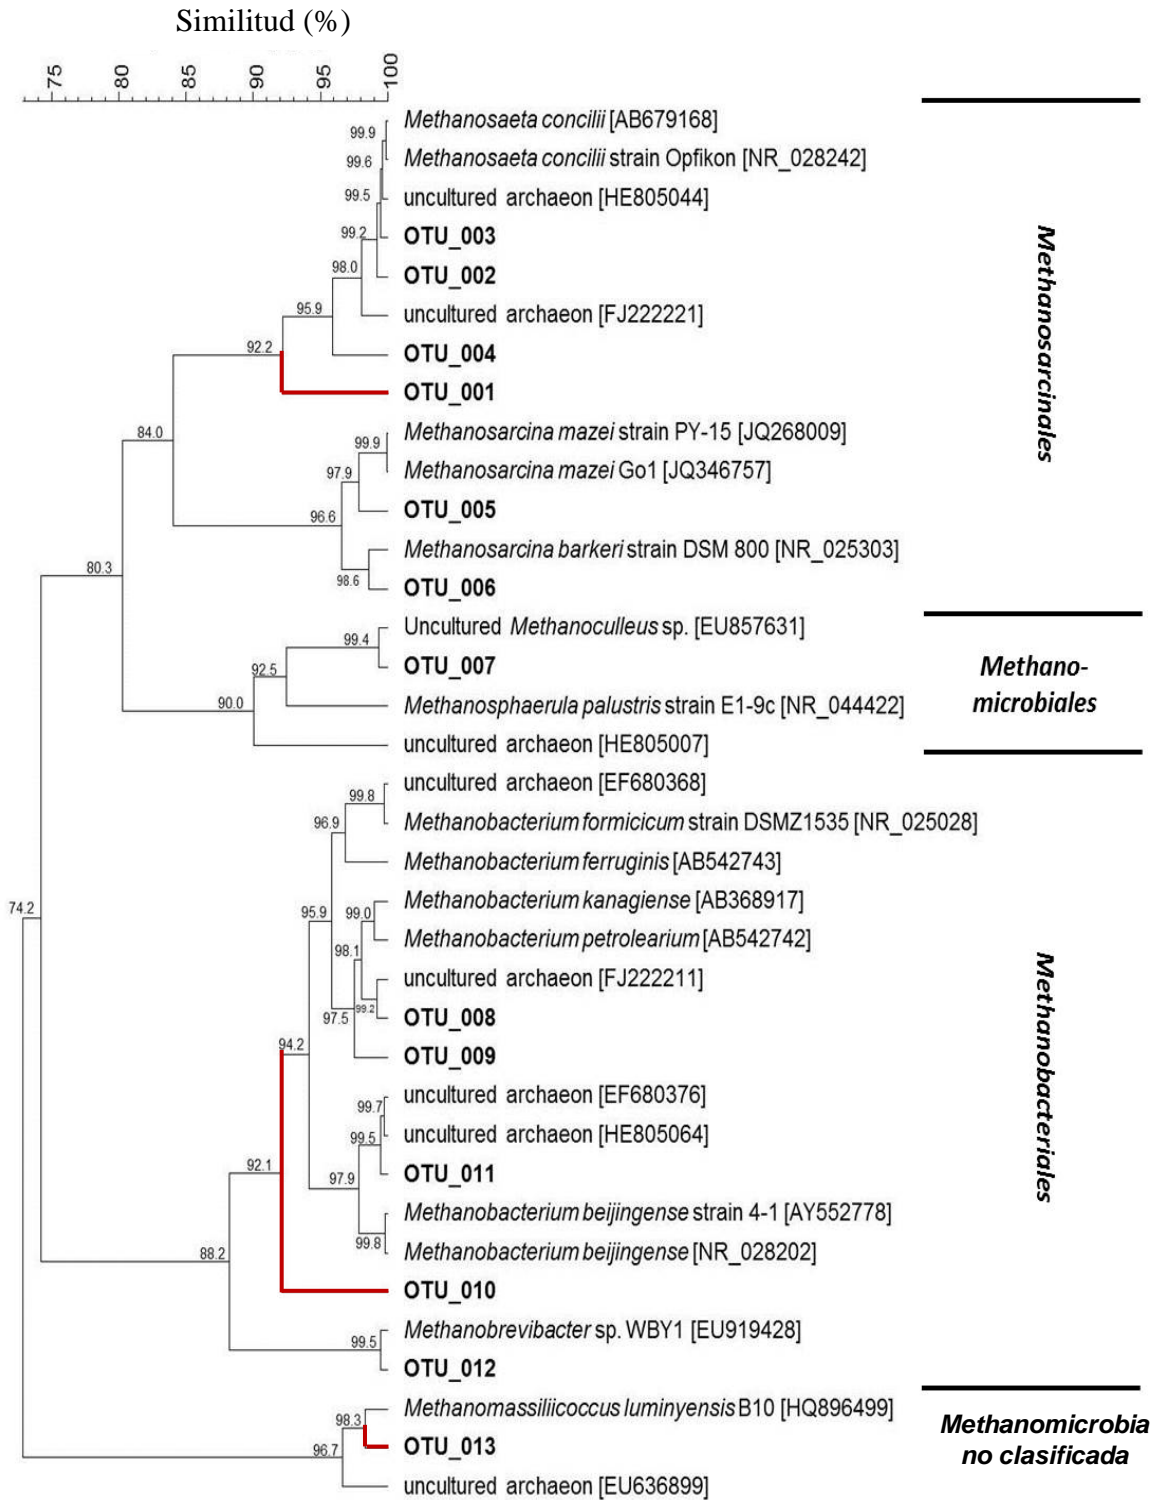 Similitud (%)
75 80 85 90 95 100
Methanosaeta concilii [AB679168]
99.9
Methanosaeta concilii strain Opfikon [NR_028242]
99.6
uncultured archaeon [HE805044]
99.5
OTU_003
99.2
OTU_002
98.0
uncultured archaeon [FJ222221]
95.9
OTU_004
92.2
OTU_001
Methanosarcinales
84.0
Methanosarcina mazei strain PY-15 [JQ268009]
99.9
Methanosarcina mazei Go1 [JQ346757]
97.9
OTU_005
96.6
Methanosarcina barkeri strain DSM 800 [NR_025303]
98.6
OTU_006
80.3
Uncultured Methanoculleus sp. [EU857631]
99.4
OTU_007
92.5
Methanosphaerula palustris strain E1-9c [NR_044422]
90.0
uncultured archaeon [HE805007]
Methano-
microbiales
uncultured archaeon [EF680368]
99.8
Methanobacterium formicicum strain DSMZ1535 [NR_025028]
96.9
Methanobacterium ferruginis [AB542743]
Methanobacterium kanagiense [AB368917]
95.9
99.0
74.2
Methanobacterium petrolearium [AB542742]
98.1
uncultured archaeon [FJ222211]
99.2
OTU_008
97.5
OTU_009
94.2
uncultured archaeon [EF680376]
99.7
uncultured archaeon [HE805064]
99.5
OTU_011
92.1
97.9
Methanobacterium beijingense strain 4-1 [AY552778]
99.8
Methanobacterium beijingense [NR_028202]
88.2
OTU_010
Methanobacteriales
Methanobrevibacter sp. WBY1 [EU919428]
99.5
OTU_012
Methanomassiliicoccus luminyensis B10 [HQ896499]
98.3
OTU_013
96.7
uncultured archaeon [EU636899]
Methanomicrobia
no clasificada